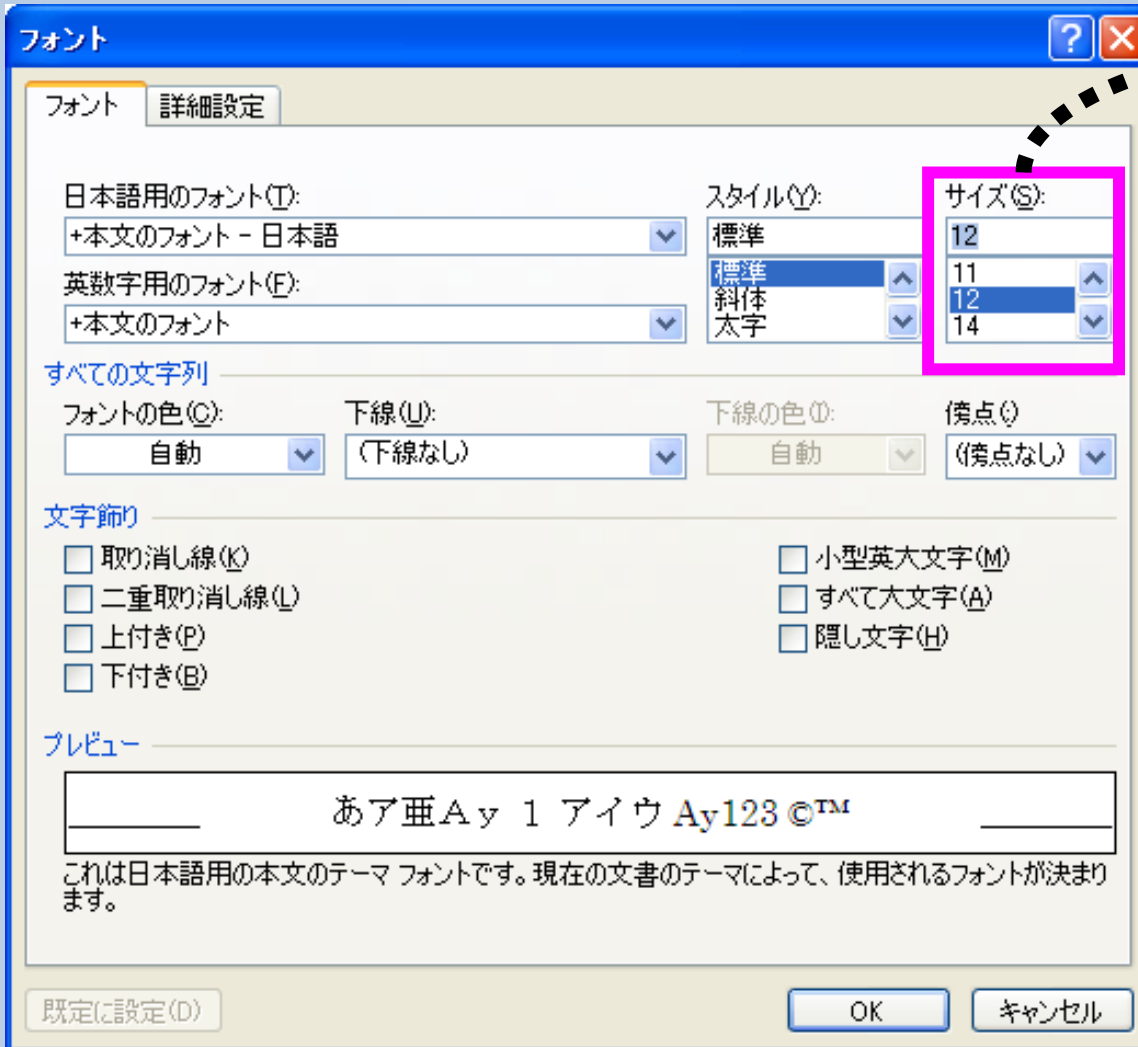 フォント
フォント 詳細設定
日本語用のフォント(T): スタイル(Y): サイズ(S):
+本文のフォント - 日本語 標準 12
英数字用のフォント(F): 標準 11
斜体 12
+本文のフォント 太字 14
すべての文字列
フォントの色(C): 下線(U): 下線の色(I): 傍点(:)
自動 (下線なし) 自動 (傍点なし)
文字飾り
取り消し線(K) 小型英大文字(M)
二重取り消し線(L) すべて大文字(A)
上付き(P) 隠し文字(H)
下付き(B)
プレビュー
あア亜Ay 1 アイウ Ay123 ©™
これは日本語用の本文のテーマ フォントです。現在の文書のテーマによって、使用されるフォントが決まり
ます。
既定に設定(D) OK キャンセル